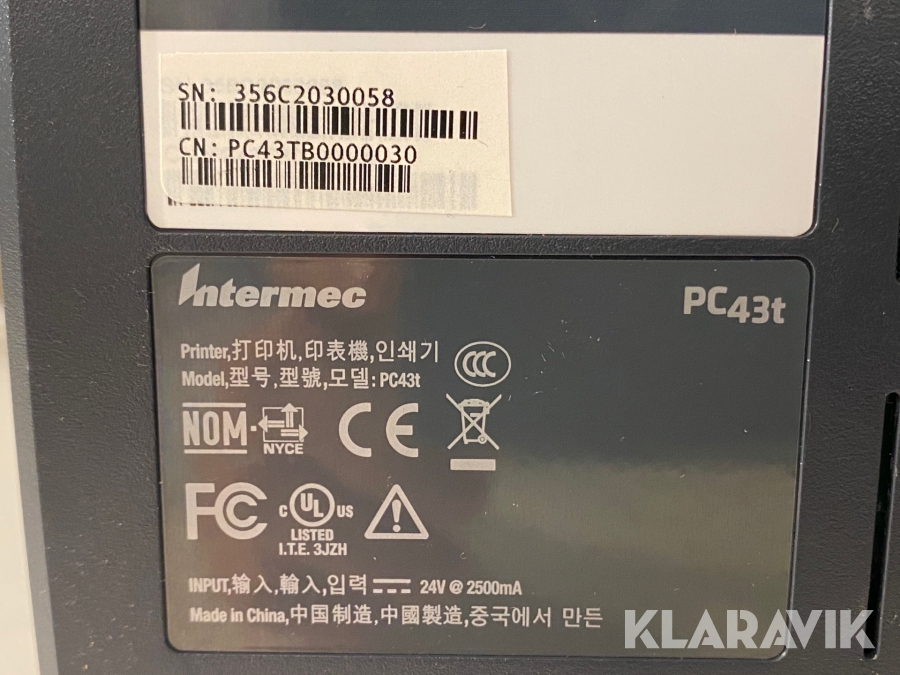 SN: 356C2030058
CN: PC43TB0000030
Intermec
PC43t
Printer,打印机,印表機,인쇄기
Model,型号,型號,모델: PC43t
CCC
NOM-NYCE
CE
FC
c UL US
LISTED
I.T.E. 3JZH
INPUT,输入,輸入,입력 24V @ 2500mA
Made in China,中国制造,中國製造,중국에서 만든
KLARAVIK